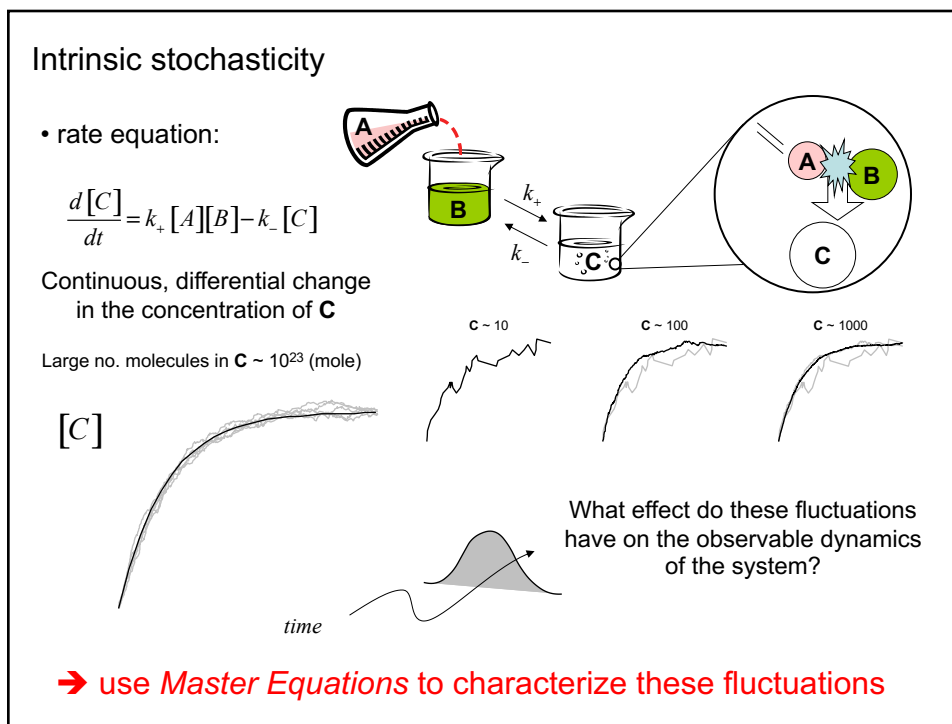 Intrinsic stochasticity
• rate equation:
d[C]/dt = k₊[A][B] − k₋[C]
Continuous, differential change
in the concentration of C
Large no. molecules in C ~ 10²³ (mole)
[C]
A
B
k₊
k₋
C
A
B
C
C ~ 10
C ~ 100
C ~ 1000
What effect do these fluctuations
have on the observable dynamics
of the system?
time
➔ use Master Equations to characterize these fluctuations